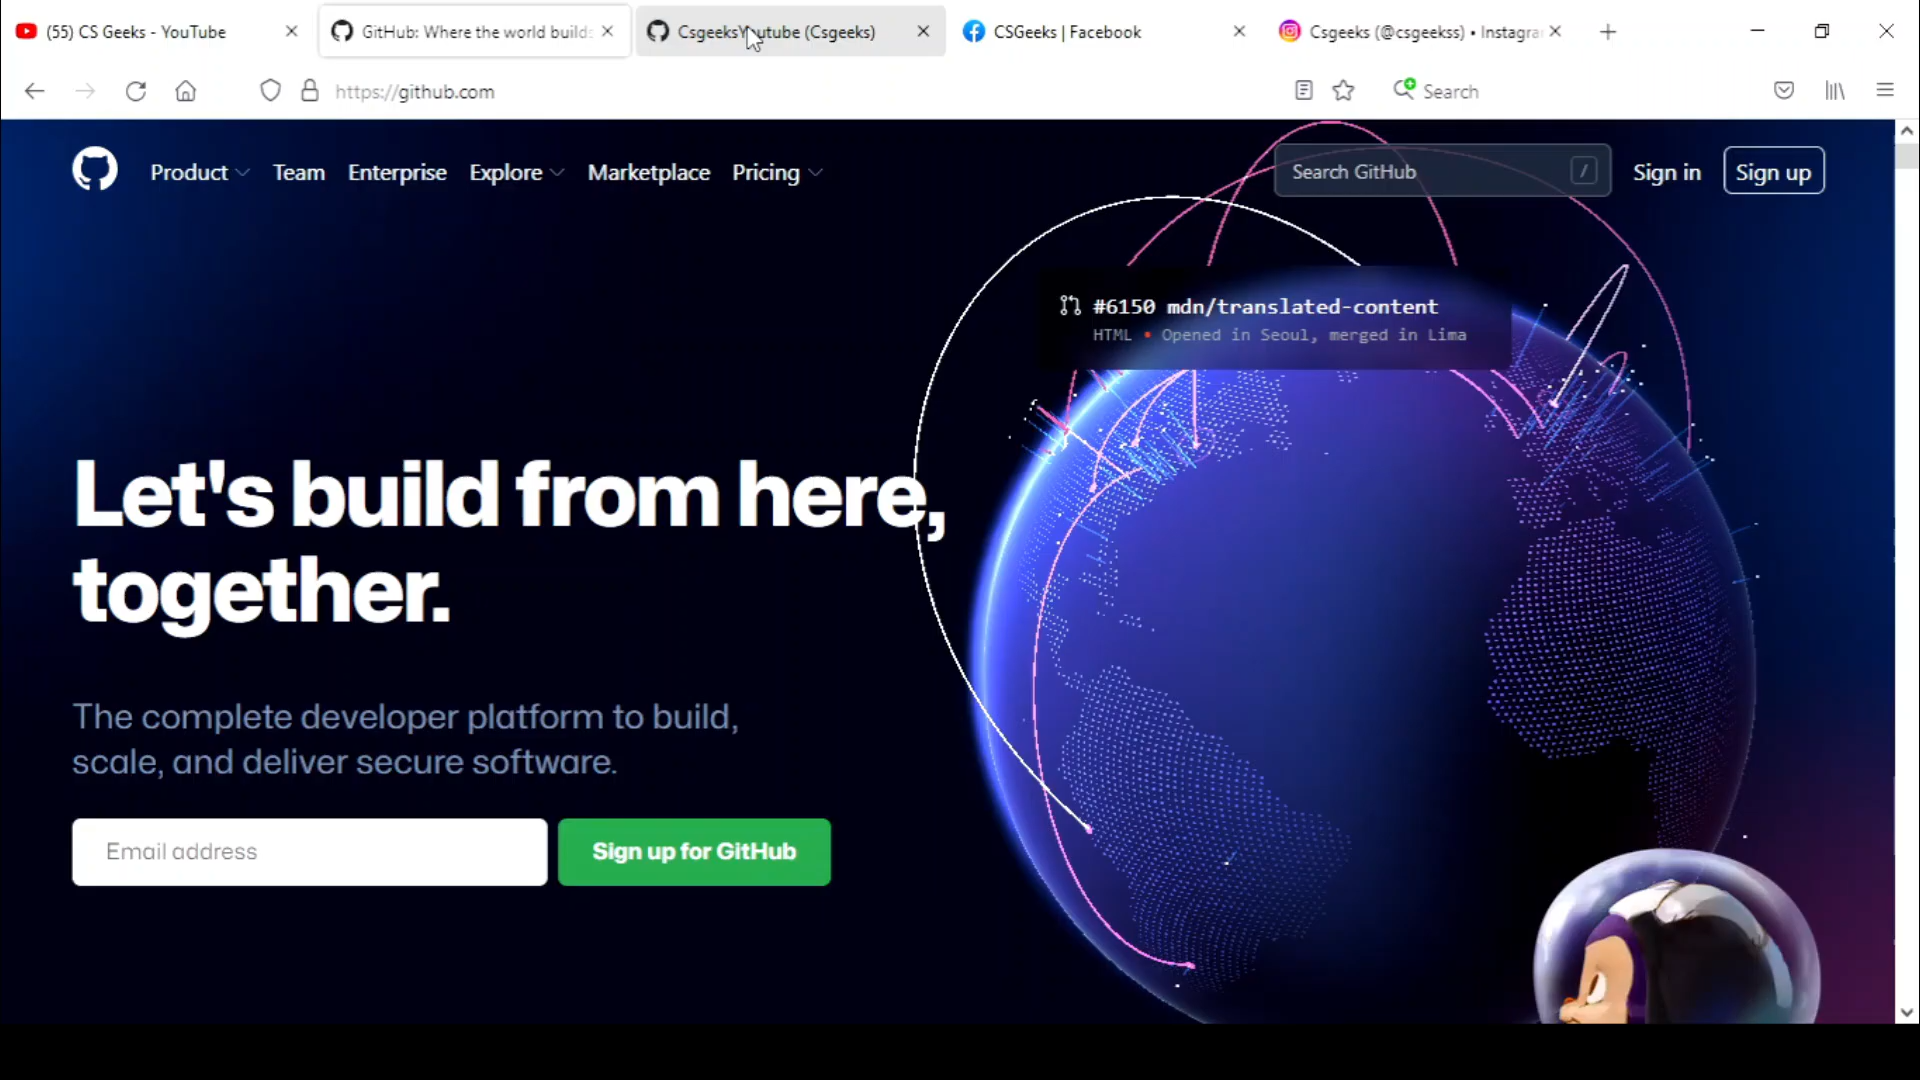 (55) CS Geeks - YouTube
GitHub: Where the world builds
CsgeeksYoutube (Csgeeks)
CSGeeks | Facebook
Csgeeks (@csgeekss) • Instagra
https://github.com
Search
Product
Team
Enterprise
Explore
Marketplace
Pricing
Search GitHub
/
Sign in
Sign up
#6150 mdn/translated-content
HTML • Opened in Seoul, merged in Lima
Let's build from here,
together.
The complete developer platform to build,
scale, and deliver secure software.
Email address
Sign up for GitHub